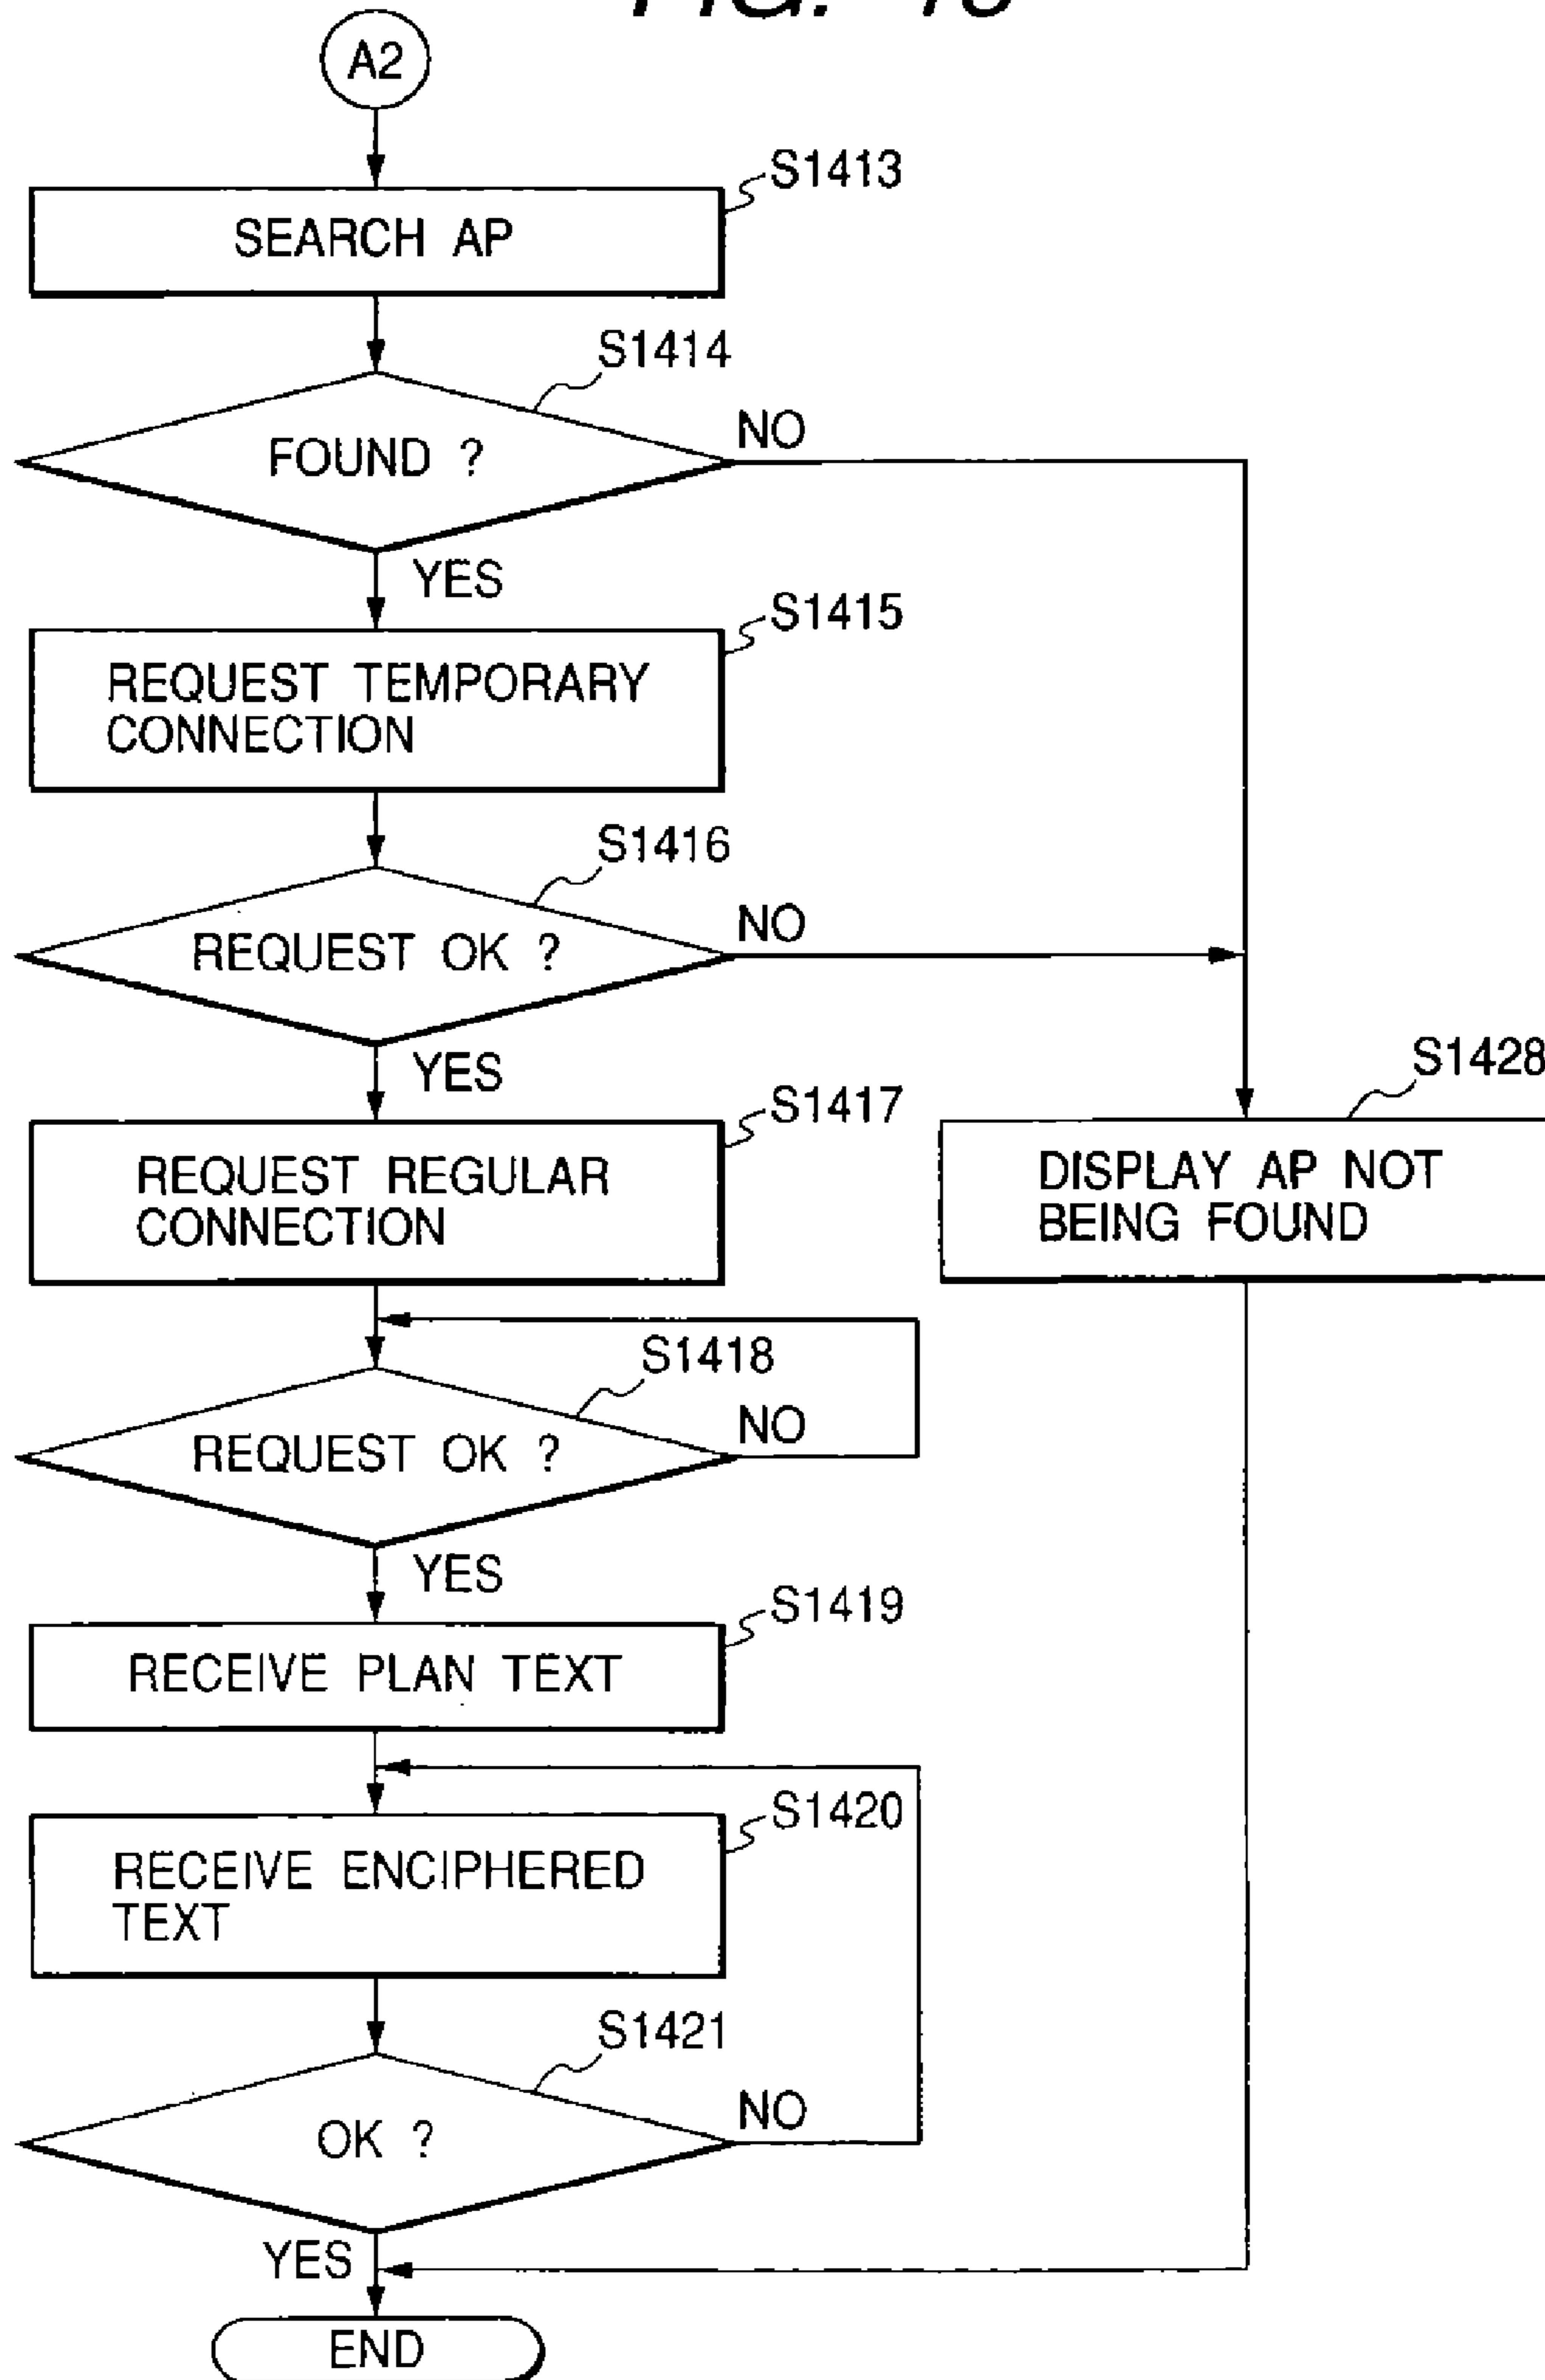 FIG.
A2
S1413
SEARCH AP
S1414
FOUND ?
NO
YES
S1415
REQUEST TEMPORARY
CONNECTION
S1416
REQUEST OK ?
NO
YES
S1417
REQUEST REGULAR
CONNECTION
S1428
DISPLAY AP NOT
BEING FOUND
S1418
REQUEST OK ?
NO
YES
S1419
RECEIVE PLAN TEXT
S1420
RECEIVE ENCIPHERED
TEXT
S1421
OK ?
NO
YES
END